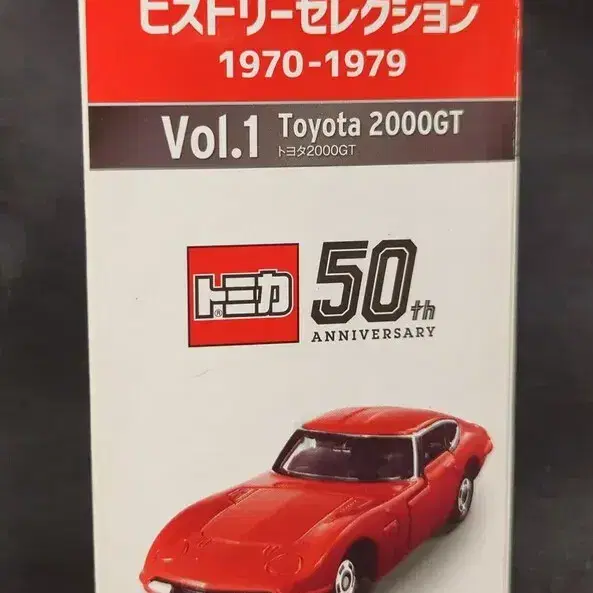 ヒストリーセレクション
1970-1979
Vol.1 Toyota 2000GT
トヨタ2000GT
トミカ®
50th
ANNIVERSARY